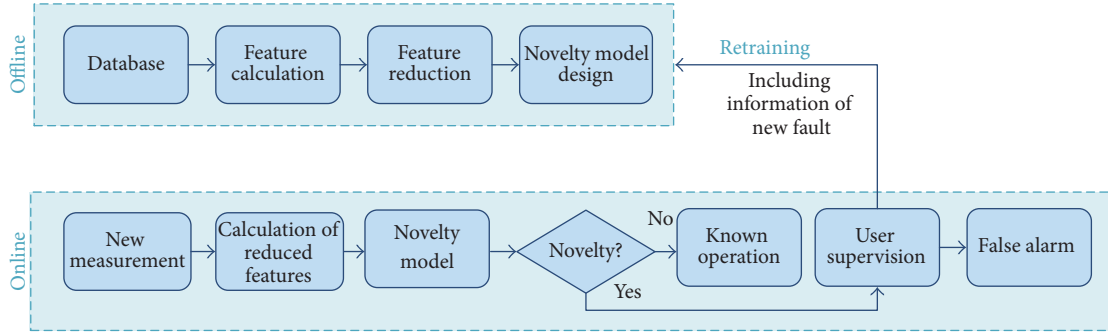 Offline
Database
Feature
calculation
Feature
reduction
Novelty model
design
Retraining
Including
information of
new fault
Online
New
measurement
Calculation of
reduced
features
Novelty
model
Novelty?
No
Yes
Known
operation
User
supervision
False alarm